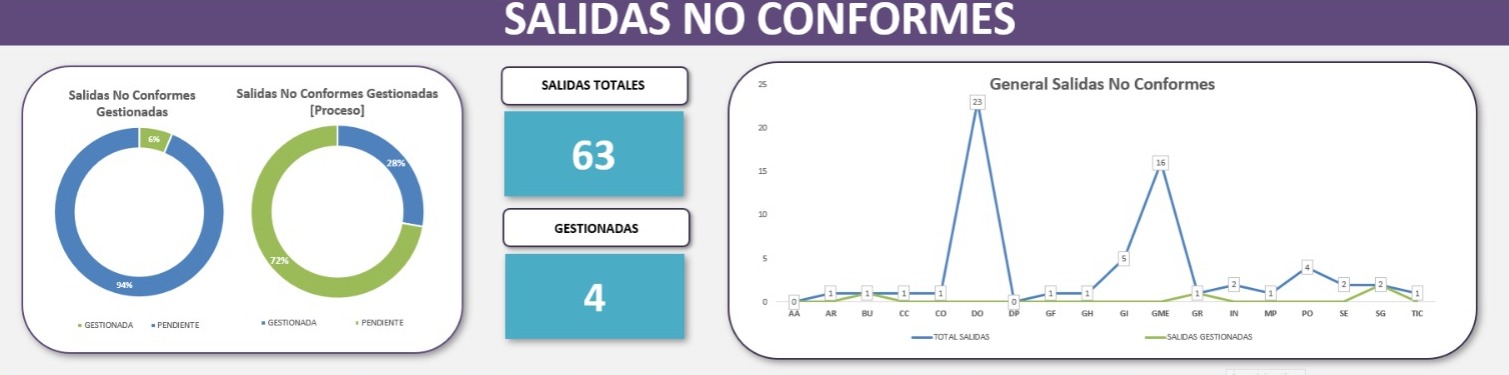 SALIDAS NO CONFORMES
Salidas No Conformes
Gestionadas
6%
94%
GESTIONADA
PENDIENTE
Salidas No Conformes Gestionadas
[Proceso]
28%
72%
GESTIONADA
PENDIENTE
SALIDAS TOTALES
63
GESTIONADAS
4
General Salidas No Conformes
25
20
15
10
5
0
0
1
1
1
1
23
0
1
1
5
16
1
2
1
4
2
2
1
AA AR BU CC CO DO DP GF GH GI GME GR IN MP PO SE SG TIC
TOTAL SALIDAS
SALIDAS GESTIONADAS